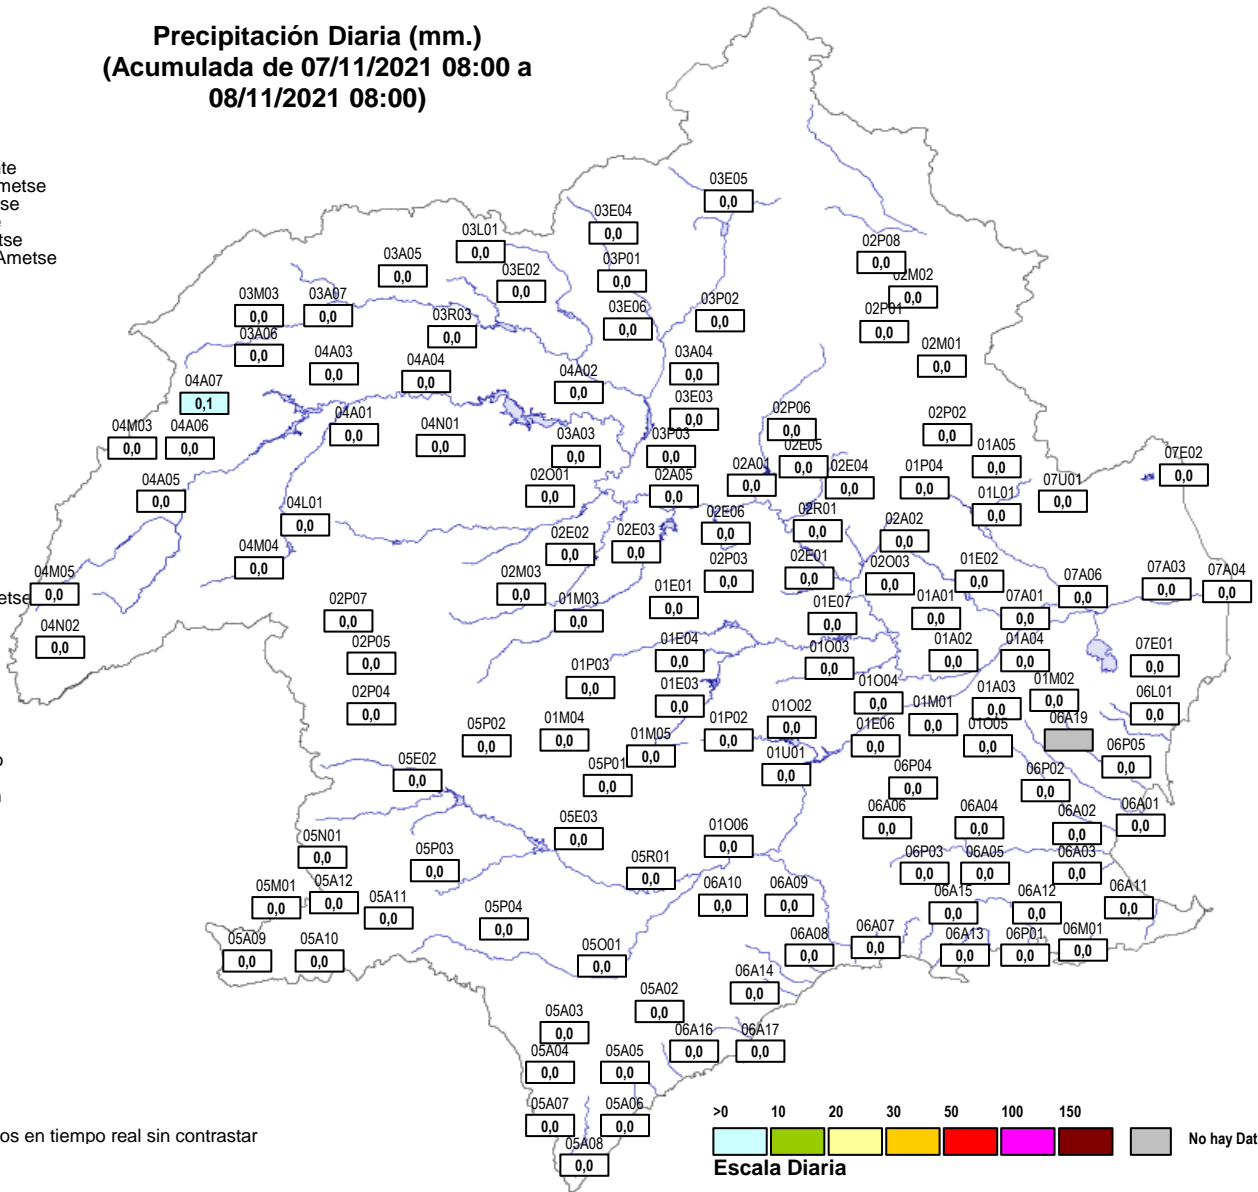 Precipitación Diaria (mm.)
(Acumulada de 07/11/2021 08:00 a
08/11/2021 08:00)
03E05
0,0
03E04
0,0
03L01
0,0
02P08
0,0
03A05
0,0
03P01
0,0
03E02
0,0
02M02
0,0
03M03
0,0
03A07
0,0
03P02
0,0
03E06
0,0
02P01
0,0
03R03
0,0
03A06
0,0
02M01
0,0
04A03
0,0
03A04
0,0
04A04
0,0
04A02
0,0
04A07
0,1
03E03
0,0
02P06
0,0
04A01
0,0
02P02
0,0
04M03
0,0
04A06
0,0
04N01
0,0
03A03
0,0
03P03
0,0
02E05
0,0
01A05
0,0
07E02
0,0
02A01
0,0
02E04
0,0
01P04
0,0
02O01
0,0
02A05
0,0
04A05
0,0
07U01
0,0
01L01
0,0
04L01
0,0
02E06
0,0
02R01
0,0
02A02
0,0
02E02
0,0
02E03
0,0
04M04
0,0
02P03
0,0
02E01
0,0
02O03
0,0
01E02
0,0
04M05
0,0
02M03
0,0
07A06
0,0
07A03
0,0
07A04
0,0
01E01
0,0
01M03
0,0
02P07
0,0
01E07
0,0
01A01
0,0
07A01
0,0
04N02
0,0
02P05
0,0
01E04
0,0
01O03
0,0
01A02
0,0
01A04
0,0
07E01
0,0
01P03
0,0
01E03
0,0
01O04
0,0
01A03
0,0
01M02
0,0
06L01
0,0
02P04
0,0
01O02
0,0
01M01
0,0
06A19
05P02
0,0
01M04
0,0
01P02
0,0
01E06
0,0
01O05
0,0
01M05
0,0
06P05
0,0
05E02
0,0
05P01
0,0
01U01
0,0
06P04
0,0
06P02
0,0
06A06
0,0
06A04
0,0
06A02
0,0
06A01
0,0
05E03
0,0
01O06
0,0
05N01
0,0
05P03
0,0
05R01
0,0
06P03
0,0
06A05
0,0
06A03
0,0
05M01
0,0
05A12
0,0
05A11
0,0
06A10
0,0
06A09
0,0
06A15
0,0
06A12
0,0
06A11
0,0
05P04
0,0
05A09
0,0
05A10
0,0
05O01
0,0
06A08
0,0
06A07
0,0
06A13
0,0
06P01
0,0
06M01
0,0
06A14
0,0
05A02
0,0
05A03
0,0
06A16
0,0
06A17
0,0
05A04
0,0
05A05
0,0
05A07
0,0
05A06
0,0
05A08
0,0
os en tiempo real sin contrastar
>0 10 20 30 50 100 150
No hay Dat
Escala Diaria